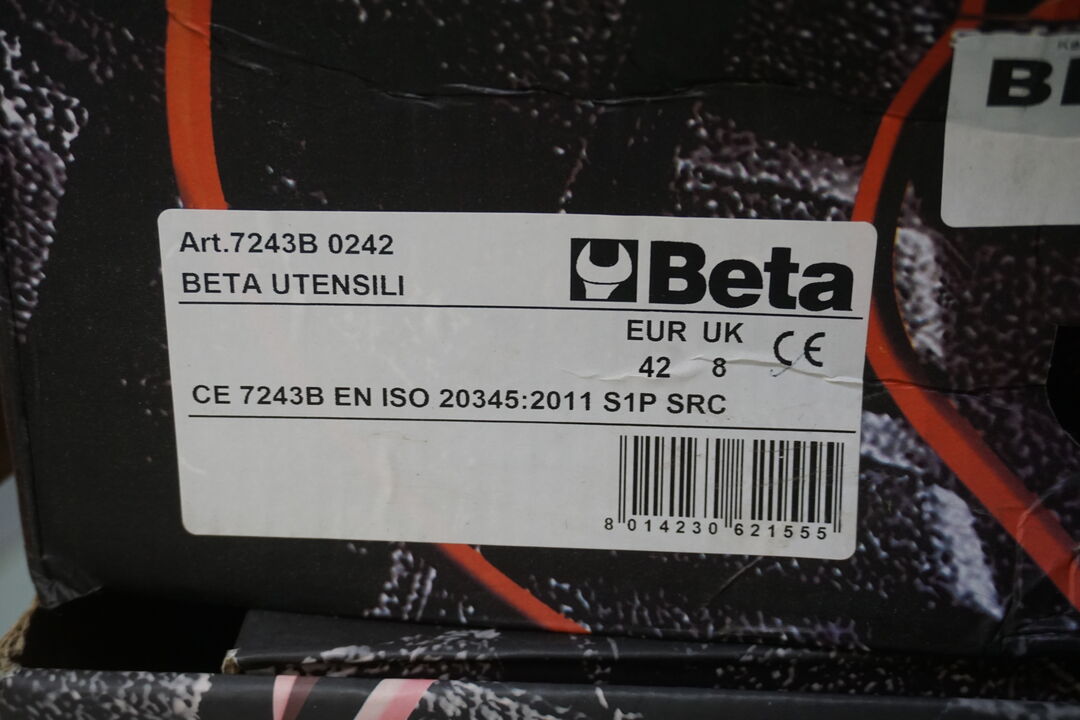 Art.7243B 0242
BETA UTENSILI
Beta
EUR UK
42 8
CE
CE 7243B EN ISO 20345:2011 S1P SRC
8 014230 621555